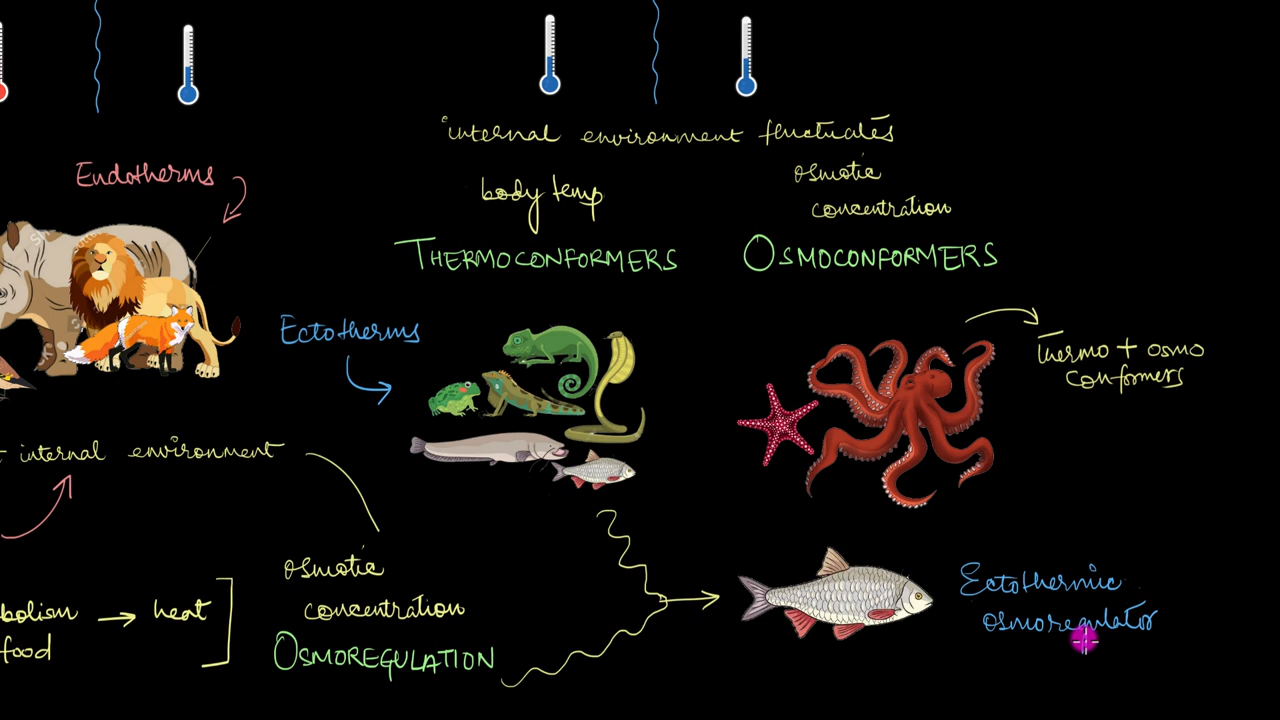 internal environment fluctuates
Endotherms
body temp
osmotic
concentration
THERMOCONFORMERS
OSMOCONFORMERS
Ectotherms
Thermo + osmo
conformers
internal environment
osmotic
concentration
OSMOREGULATION
bolism → heat
food
Ectothermic
osmoregulator